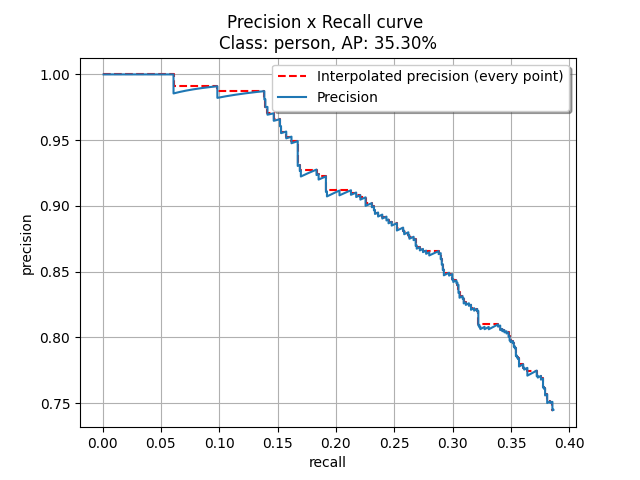 Precision x Recall curve
Class: person, AP: 35.30%
Interpolated precision (every point)
Precision
1.00
0.95
0.90
0.85
0.80
0.75
precision
0.00 0.05 0.10 0.15 0.20 0.25 0.30 0.35 0.40
recall